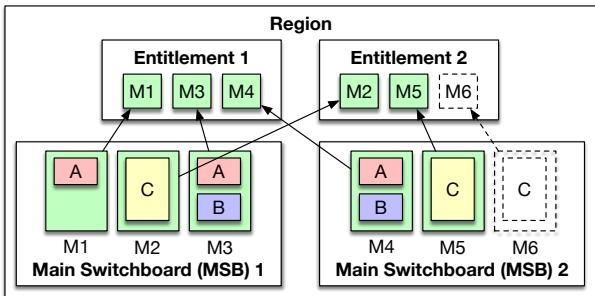 Region
Entitlement 1
Entitlement 2
M1 M3 M4
M2 M5 M6
A
C
A
B
A
B
C
C
M1 M2 M3
M4 M5 M6
Main Switchboard (MSB) 1
Main Switchboard (MSB) 2